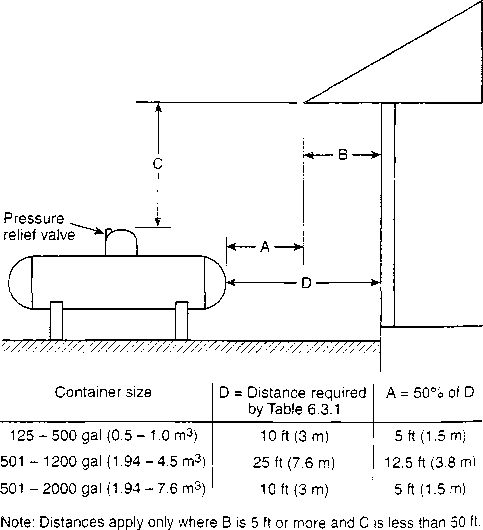 C
B
Pressure
relief valve
A
D
Container size
D = Distance required
by Table 6.3.1
A = 50% of D
125 – 500 gal (0.5 – 1.0 m³) 10 ft (3 m) 5 ft (1.5 m)
501 – 1200 gal (1.94 – 4.5 m³) 25 ft (7.6 m) 12.5 ft (3.8 m)
501 – 2000 gal (1.94 – 7.6 m³) 10 ft (3 m) 5 ft (1.5 m)
Note: Distances apply only where B is 5 ft or more and C is less than 50 ft.